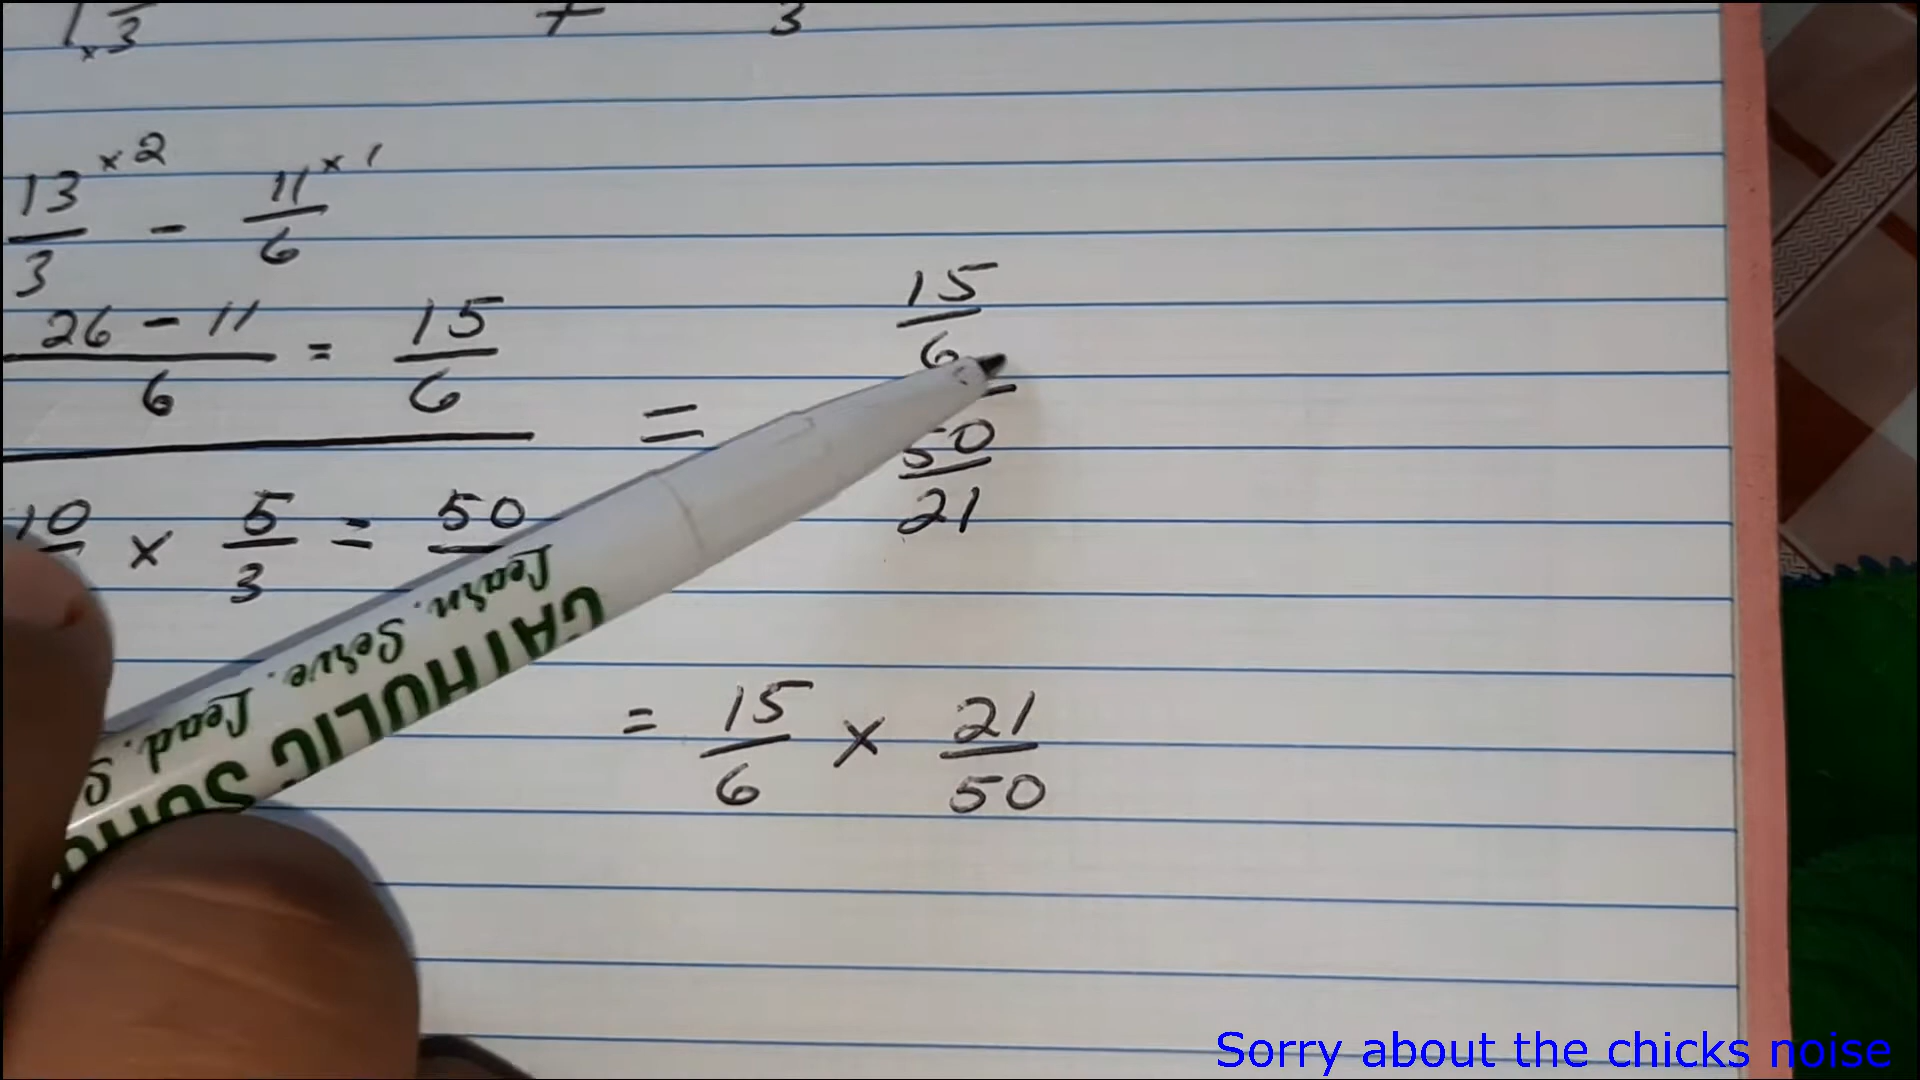 1 × 3 + 3
13 ×2 / 3 - 11 ×1 / 6
26 - 11 / 6 = 15 / 6
= 15 / 6 / 50 / 21
10 × 5 / 3 = 50
= 15 / 6 × 21 / 50
CATHOLIC
Learn. Serve. Lead.
Sorry about the chicks noise